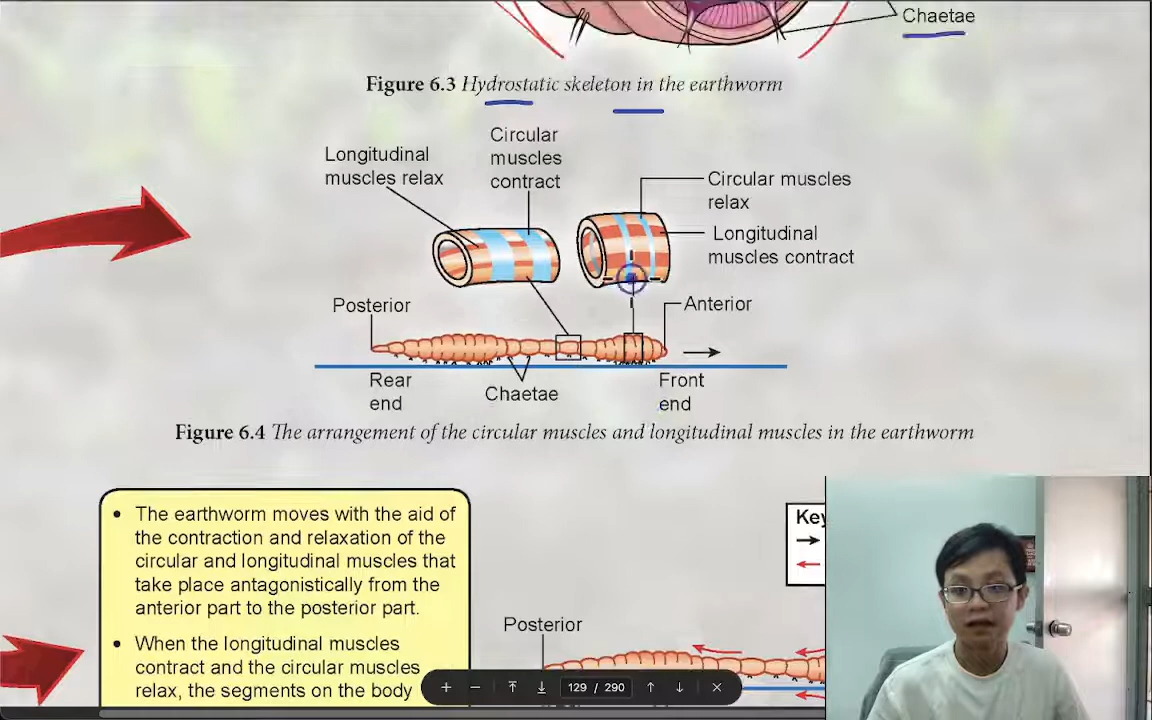 Chaetae
Figure 6.3 Hydrostatic skeleton in the earthworm
Circular
muscles
contract
Longitudinal
muscles relax
Circular muscles
relax
Longitudinal
muscles contract
Posterior
Anterior
Rear
end
Chaetae
Front
end
Figure 6.4 The arrangement of the circular muscles and longitudinal muscles in the earthworm
• The earthworm moves with the aid of
the contraction and relaxation of the
circular and longitudinal muscles that
take place antagonistically from the
anterior part to the posterior part.
• When the longitudinal muscles
contract and the circular muscles
relax, the segments on the body
Key
Posterior
129 / 290